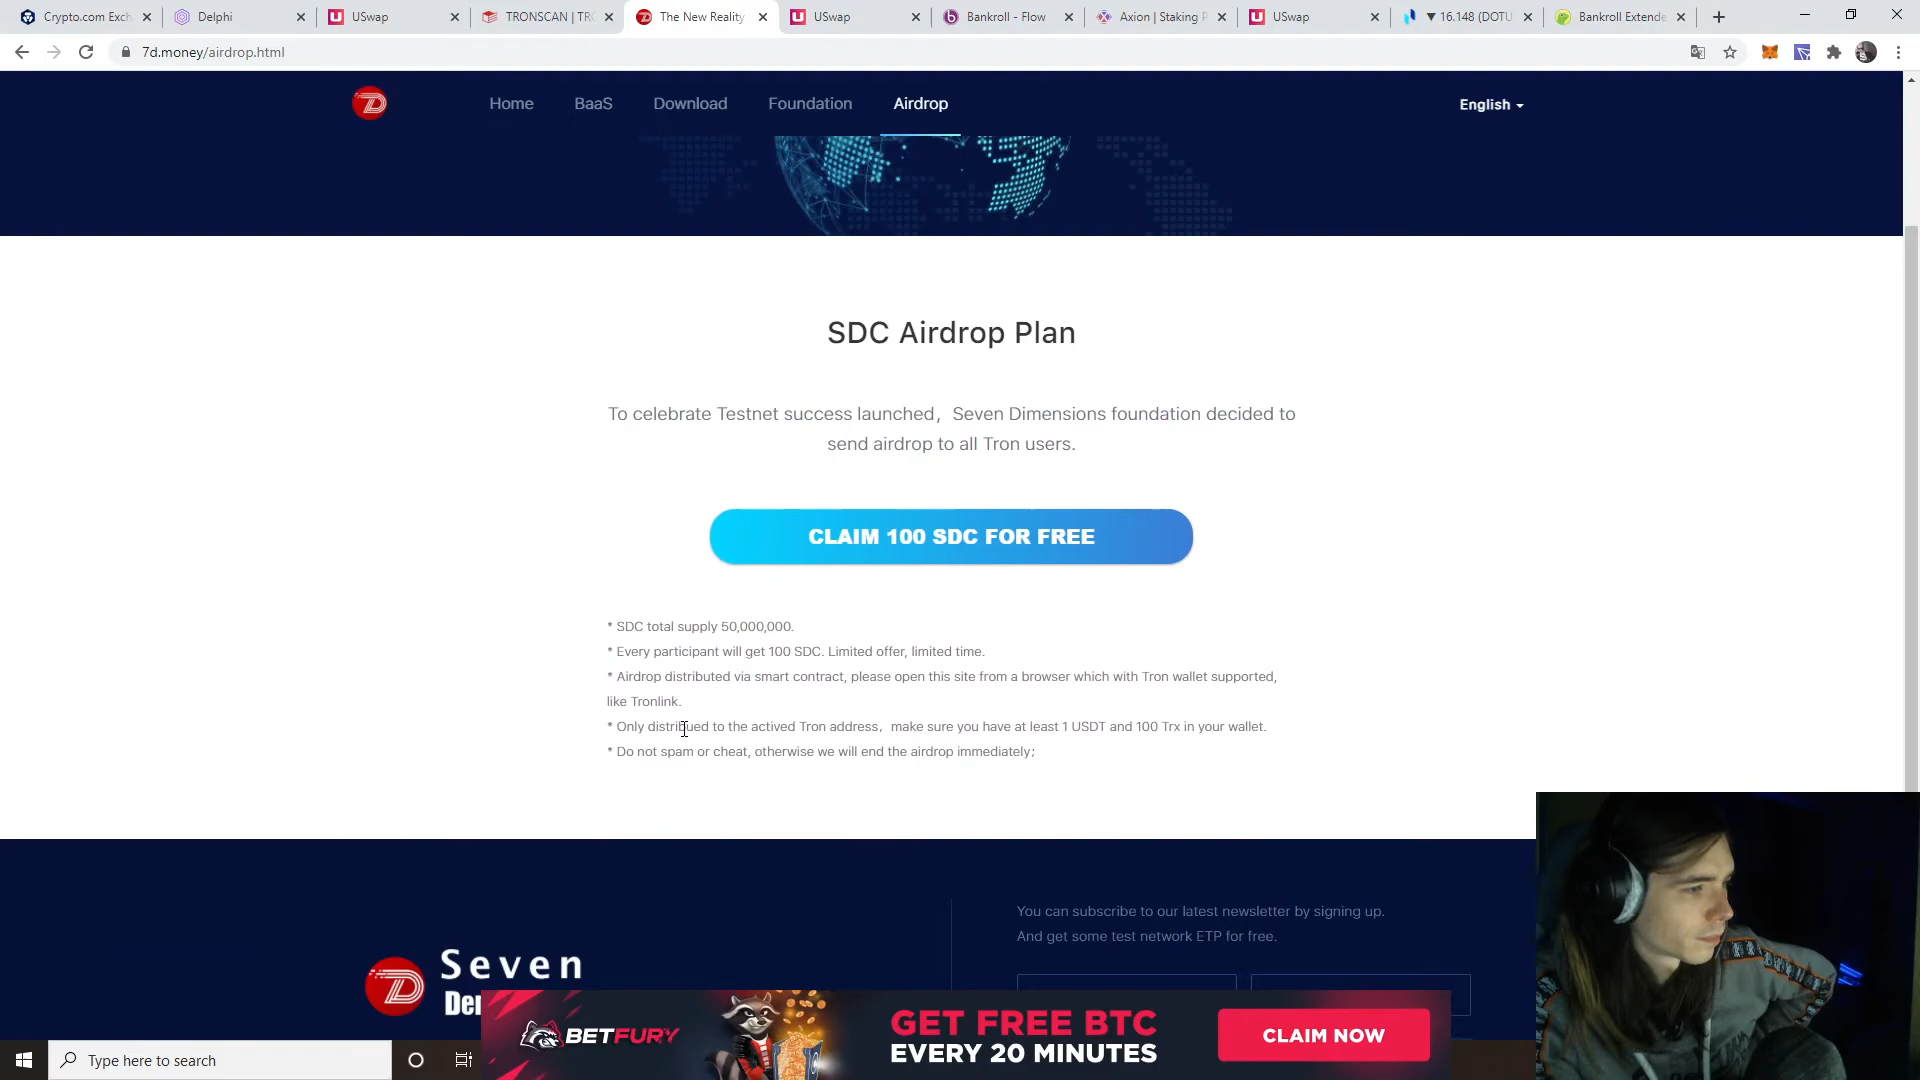 Crypto.com Exch
Delphi
USwap
TRONSCAN | TR
The New Reality
USwap
Bankroll - Flow
Axion | Staking P
USwap
▼ 16.148 (DOTU
Bankroll Extende
7d.money/airdrop.html
Home
BaaS
Download
Foundation
Airdrop
English
SDC Airdrop Plan
To celebrate Testnet success launched，Seven Dimensions foundation decided to
send airdrop to all Tron users.
CLAIM 100 SDC FOR FREE
* SDC total supply 50,000,000.
* Every participant will get 100 SDC. Limited offer, limited time.
* Airdrop distributed via smart contract, please open this site from a browser which with Tron wallet supported,
like Tronlink.
* Only distribued to the actived Tron address，make sure you have at least 1 USDT and 100 Trx in your wallet.
* Do not spam or cheat, otherwise we will end the airdrop immediately;
You can subscribe to our latest newsletter by signing up.
And get some test network ETP for free.
Seven
BETFURY
GET FREE BTC
EVERY 20 MINUTES
CLAIM NOW
Type here to search